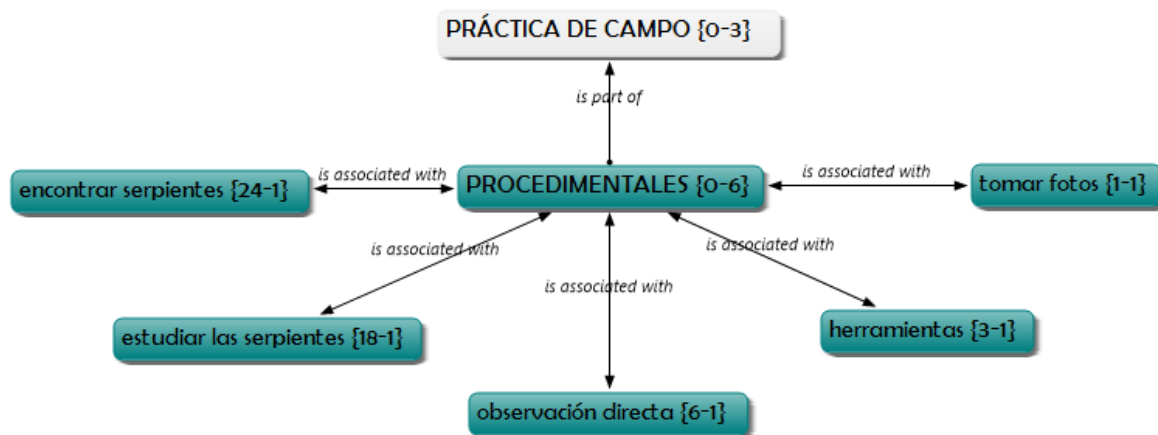 PRÁCTICA DE CAMPO {0-3}
is part of
encontrar serpientes {24-1}
is associated with
PROCEDIMENTALES {0-6}
is associated with
tomar fotos {1-1}
is associated with
is associated with
is associated with
estudiar las serpientes {18-1}
herramientas {3-1}
observación directa {6-1}